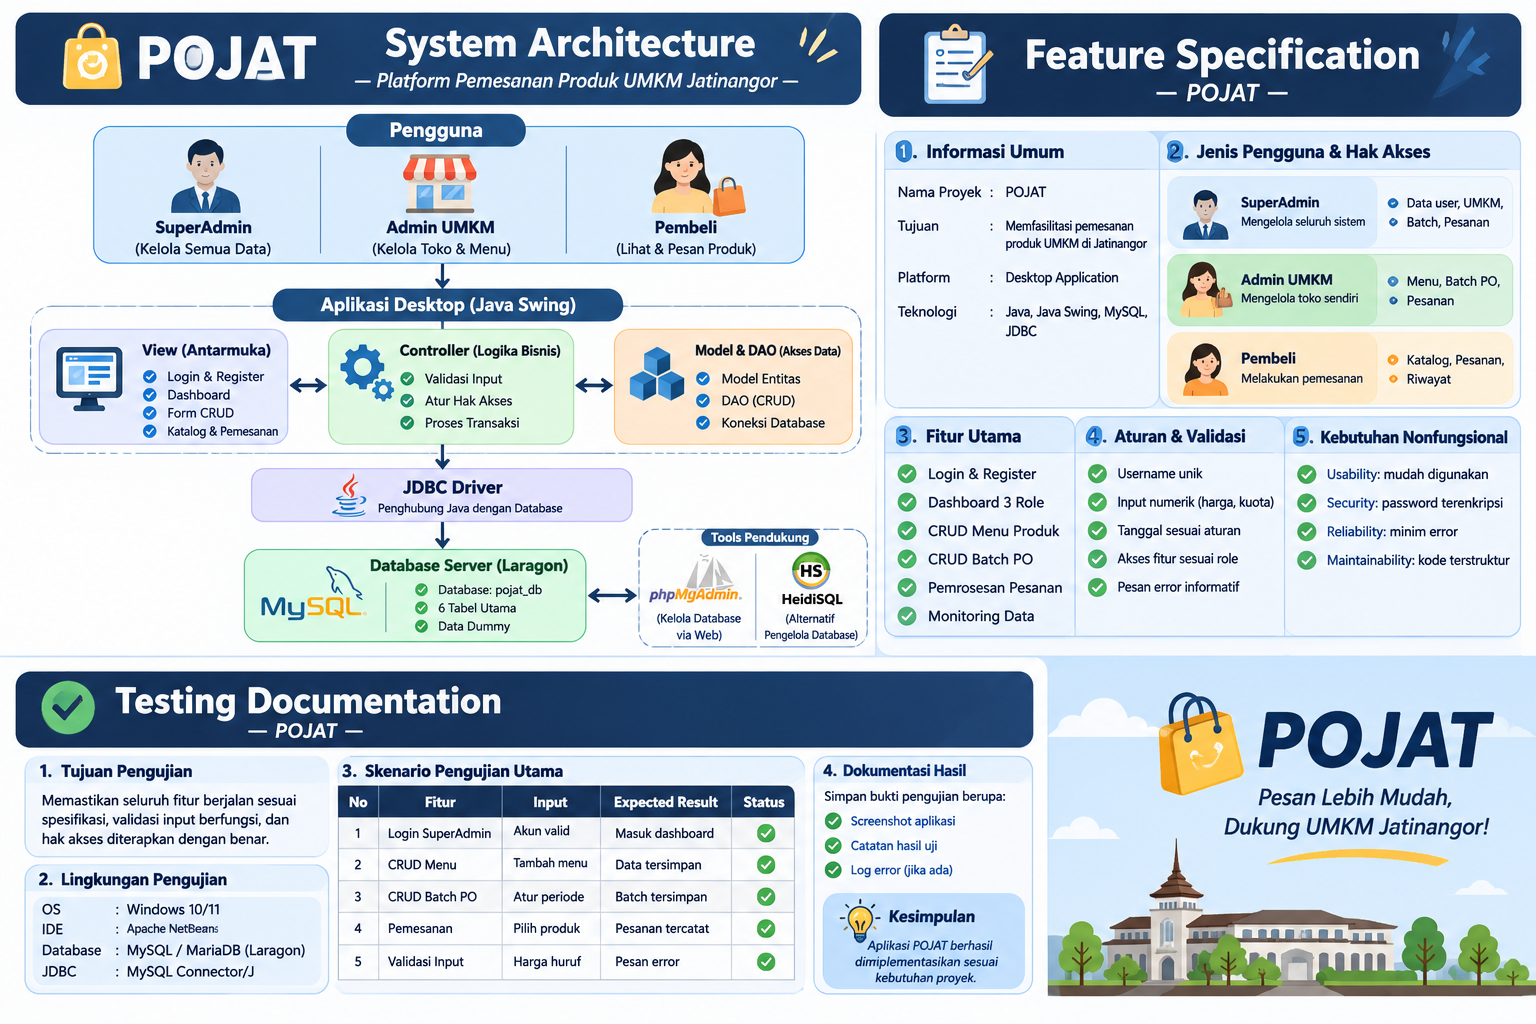 POJAT
System Architecture
— Platform Pemesanan Produk UMKM Jatinangor —
Pengguna
SuperAdmin
(Kelola Semua Data)
Admin UMKM
(Kelola Toko & Menu)
Pembeli
(Lihat & Pesan Produk)
Aplikasi Desktop (Java Swing)
View (Antarmuka)
Login & Register
Dashboard
Form CRUD
Katalog & Pemesanan
Controller (Logika Bisnis)
Validasi Input
Atur Hak Akses
Proses Transaksi
Model & DAO (Akses Data)
Model Entitas
DAO (CRUD)
Koneksi Database
JDBC Driver
Penghubung Java dengan Database
Database Server (Laragon)
MySQL
Database: pojat_db
6 Tabel Utama
Data Dummy
Tools Pendukung
phpMgAdmin
(Kelola Database
via Web)
HS
HeidiSQL
(Alternatif
Pengelola Database)
Feature Specification
— POJAT —
1. Informasi Umum
Nama Proyek : POJAT
Tujuan : Memfasilitasi pemesanan
produk UMKM di Jatinangor
Platform : Desktop Application
Teknologi : Java, Java Swing, MySQL,
JDBC
2. Jenis Pengguna & Hak Akses
SuperAdmin
Mengelola seluruh sistem
Data user, UMKM,
Batch, Pesanan
Admin UMKM
Mengelola toko sendiri
Menu, Batch PO,
Pesanan
Pembeli
Melakukan pemesanan
Katalog, Pesanan,
Riwayat
3. Fitur Utama
Login & Register
Dashboard 3 Role
CRUD Menu Produk
CRUD Batch PO
Pemrosesan Pesanan
Monitoring Data
4. Aturan & Validasi
Username unik
Input numerik (harga, kuota)
Tanggal sesuai aturan
Akses fitur sesuai role
Pesan error informatif
5. Kebutuhan Nonfungsional
Usability: mudah digunakan
Security: password terenkripsi
Reliability: minim error
Maintainability: kode terstruktur
Testing Documentation
— POJAT —
1. Tujuan Pengujian
Memastikan seluruh fitur berjalan sesuai
spesifikasi, validasi input berfungsi, dan
hak akses diterapkan dengan benar.
2. Lingkungan Pengujian
OS : Windows 10/11
IDE : Apache NetBeans
Database : MySQL / MariaDB (Laragon)
JDBC : MySQL Connector/J
3. Skenario Pengujian Utama
No Fitur Input Expected Result Status
1 Login SuperAdmin Akun valid Masuk dashboard
2 CRUD Menu Tambah menu Data tersimpan
3 CRUD Batch PO Atur periode Batch tersimpan
4 Pemesanan Pilih produk Pesanan tercatat
5 Validasi Input Harga huruf Pesan error
4. Dokumentasi Hasil
Simpan bukti pengujian berupa:
Screenshot aplikasi
Catatan hasil uji
Log error (jika ada)
Kesimpulan
Aplikasi POJAT berhasil
dimiplementasikan sesuai
kebutuhan proyek.
POJAT
Pesan Lebih Mudah,
Dukung UMKM Jatinangor!